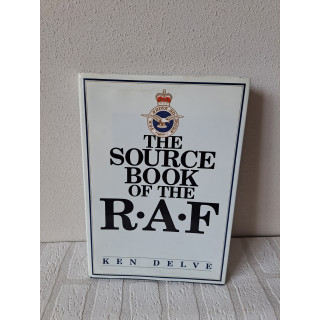 THE
SOURCE
BOOK
OF THE
R·A·F
KEN DELVE